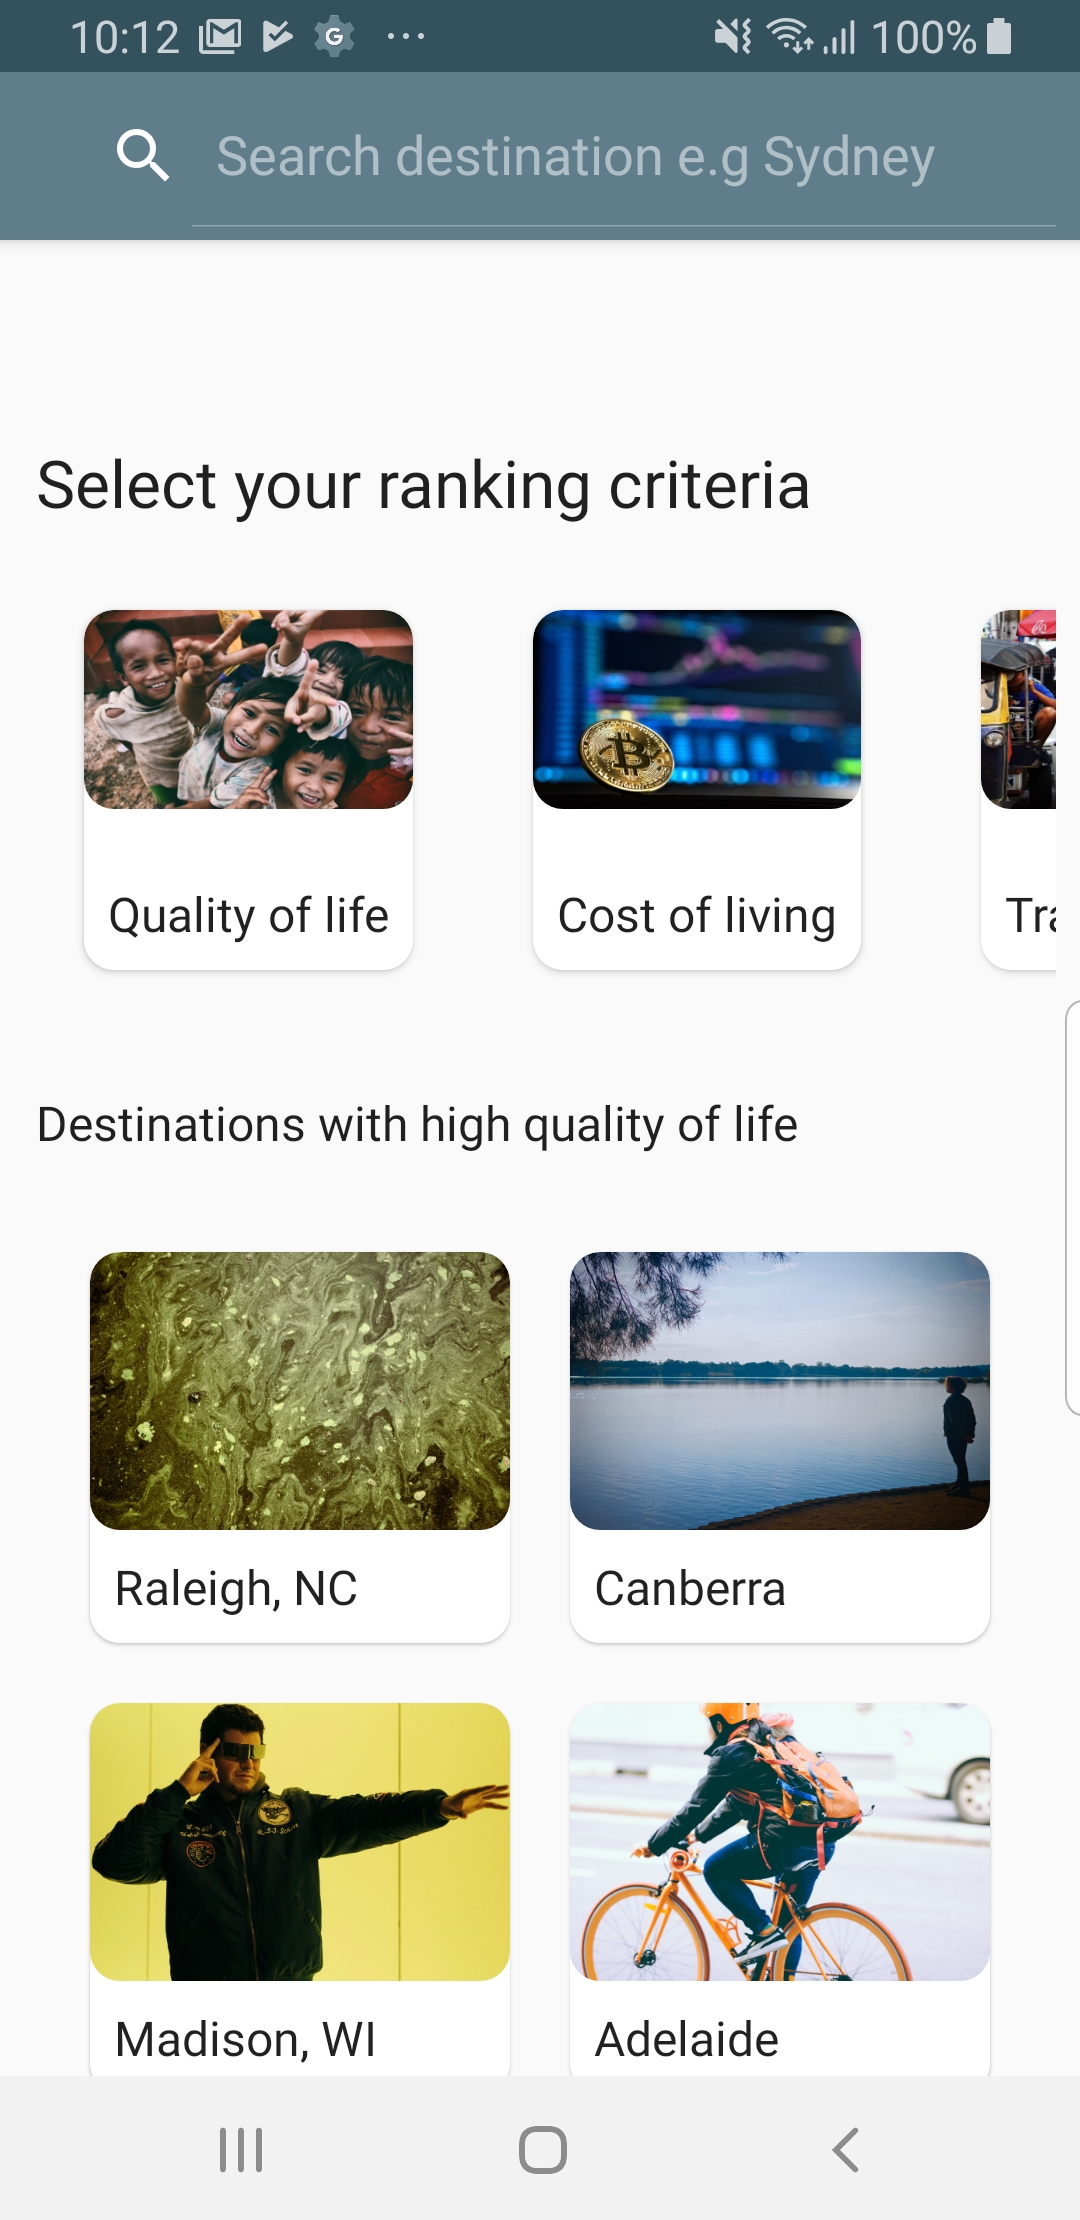 10:12
100%
Search destination e.g Sydney
Select your ranking criteria
Quality of life
Cost of living
Tra
Destinations with high quality of life
Raleigh, NC
Canberra
Madison, WI
Adelaide